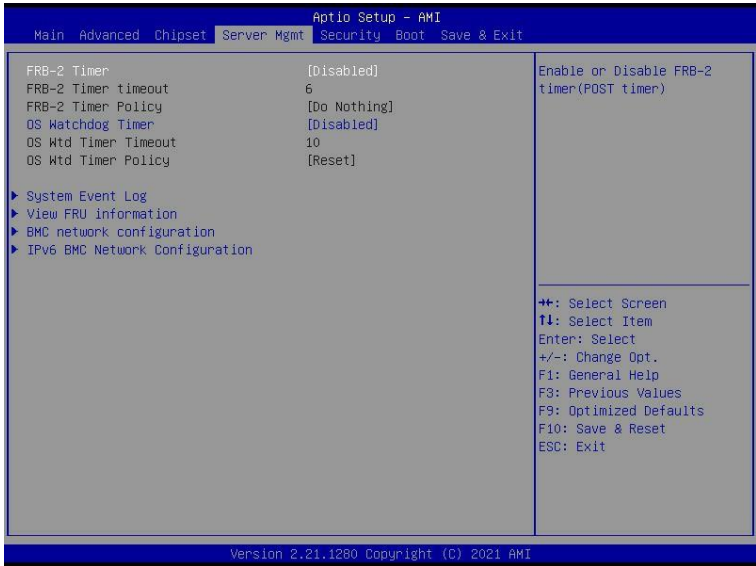 Aptio Setup - AMI
Main Advanced Chipset Server Mgmt Security Boot Save & Exit
FRB-2 Timer [Disabled]
FRB-2 Timer timeout 6
FRB-2 Timer Policy [Do Nothing]
OS Watchdog Timer [Disabled]
OS Wtd Timer Timeout 10
OS Wtd Timer Policy [Reset]
System Event Log
View FRU information
BMC network configuration
IPv6 BMC Network Configuration
Enable or Disable FRB-2
timer(POST timer)
→←: Select Screen
↑↓: Select Item
Enter: Select
+/-: Change Opt.
F1: General Help
F3: Previous Values
F9: Optimized Defaults
F10: Save & Reset
ESC: Exit
Version 2.21.1280 Copyright (C) 2021 AMI